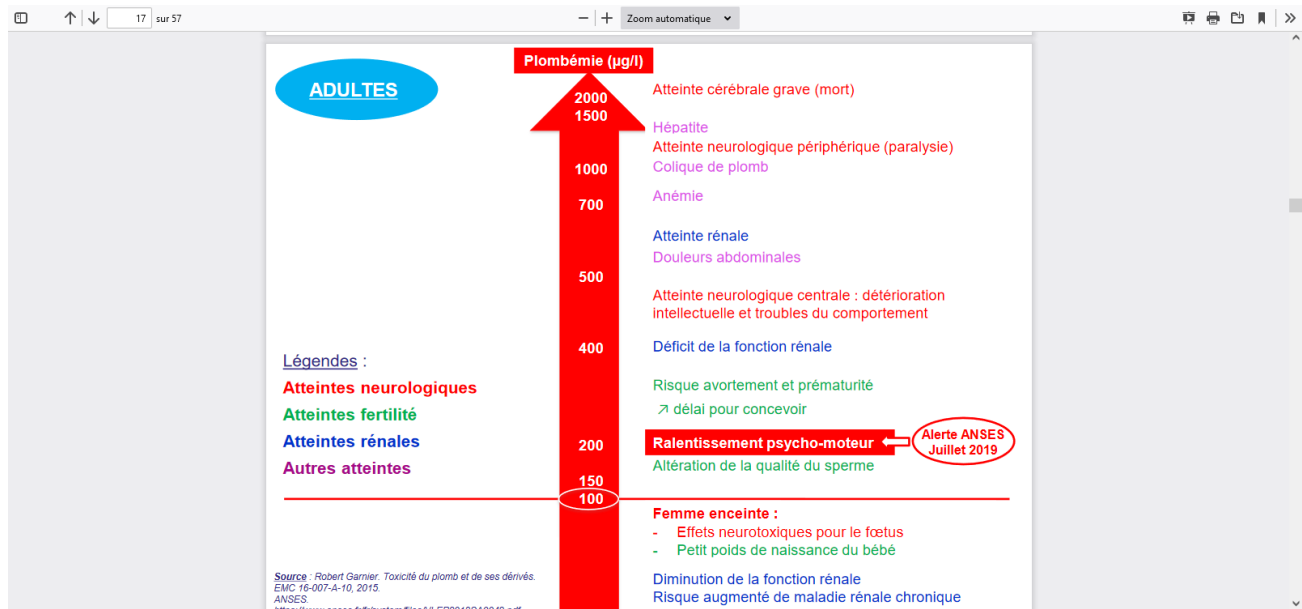 17 sur 57
Zoom automatique
Plombémie (µg/l)
ADULTES
2000
Atteinte cérébrale grave (mort)
1500
Hépatite
Atteinte neurologique périphérique (paralysie)
1000
Colique de plomb
Anémie
700
Atteinte rénale
Douleurs abdominales
500
Atteinte neurologique centrale : détérioration
intellectuelle et troubles du comportement
400
Déficit de la fonction rénale
Légendes :
Atteintes neurologiques
Atteintes fertilité
Atteintes rénales
Autres atteintes
Risque avortement et prématurité
↗ délai pour concevoir
200
Ralentissement psycho-moteur
Alerte ANSES
Juillet 2019
Altération de la qualité du sperme
150
100
Femme enceinte :
- Effets neurotoxiques pour le fœtus
- Petit poids de naissance du bébé
Diminution de la fonction rénale
Risque augmenté de maladie rénale chronique
Source : Robert Garnier. Toxicité du plomb et de ses dérivés.
EMC 16-007-A-10, 2015.
ANSES.